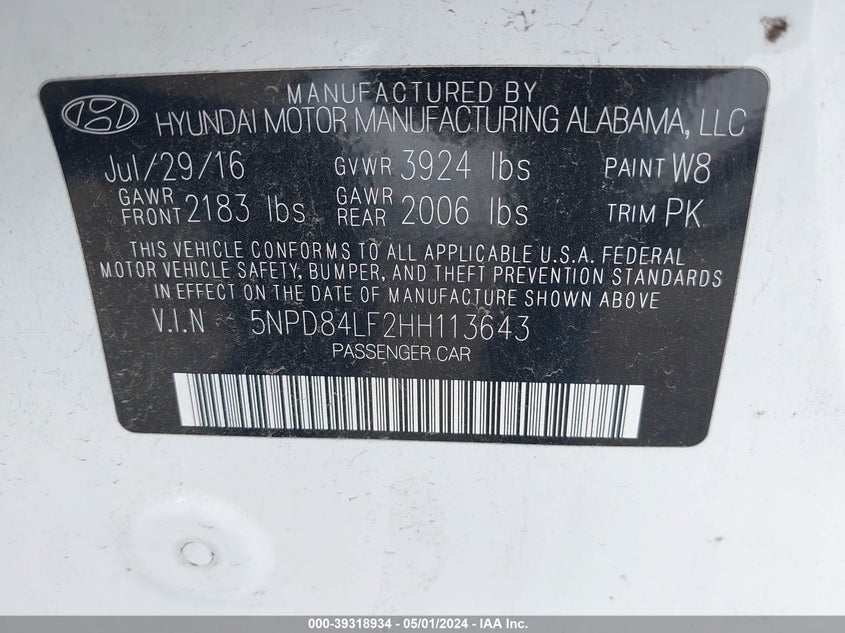 MANUFACTURED BY
HYUNDAI MOTOR MANUFACTURING ALABAMA, LLC
Jul/29/16 GVWR 3924 lbs PAINT W8
GAWR FRONT 2183 lbs GAWR REAR 2006 lbs TRIM PK
THIS VEHICLE CONFORMS TO ALL APPLICABLE U.S.A. FEDERAL
MOTOR VEHICLE SAFETY, BUMPER, AND THEFT PREVENTION STANDARDS
IN EFFECT ON THE DATE OF MANUFACTURE SHOWN ABOVE
V.I.N 5NPD84LF2HH113643
PASSENGER CAR
000-39318934 - 05/01/2024 - IAA Inc.